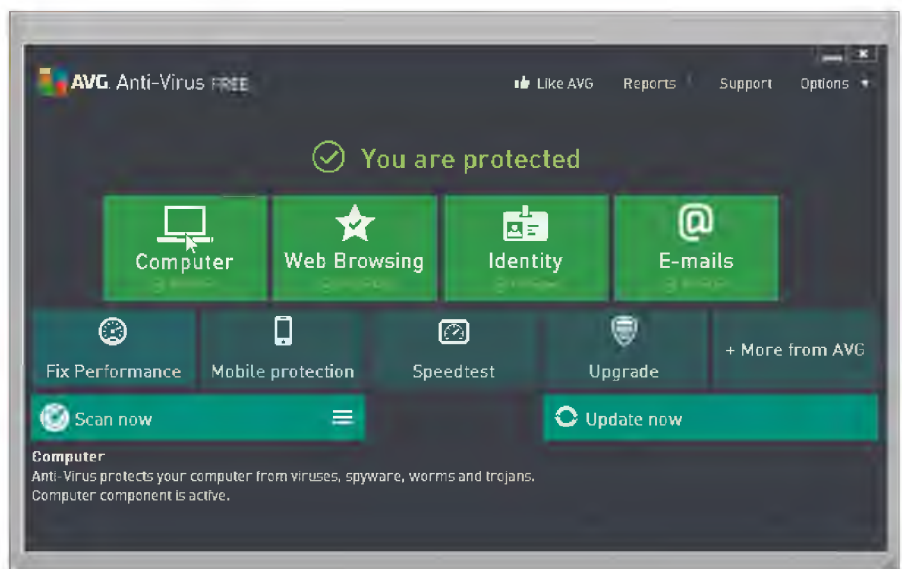 AVG. Anti-Virus FREE
Like AVG Reports Support Options
You are protected
Computer Web Browsing Identity E-mails
Fix Performance Mobile protection Speedtest Upgrade + More from AVG
Scan now Update now
Computer
Anti-Virus protects your computer from viruses, spyware, worms and trojans.
Computer component is active.